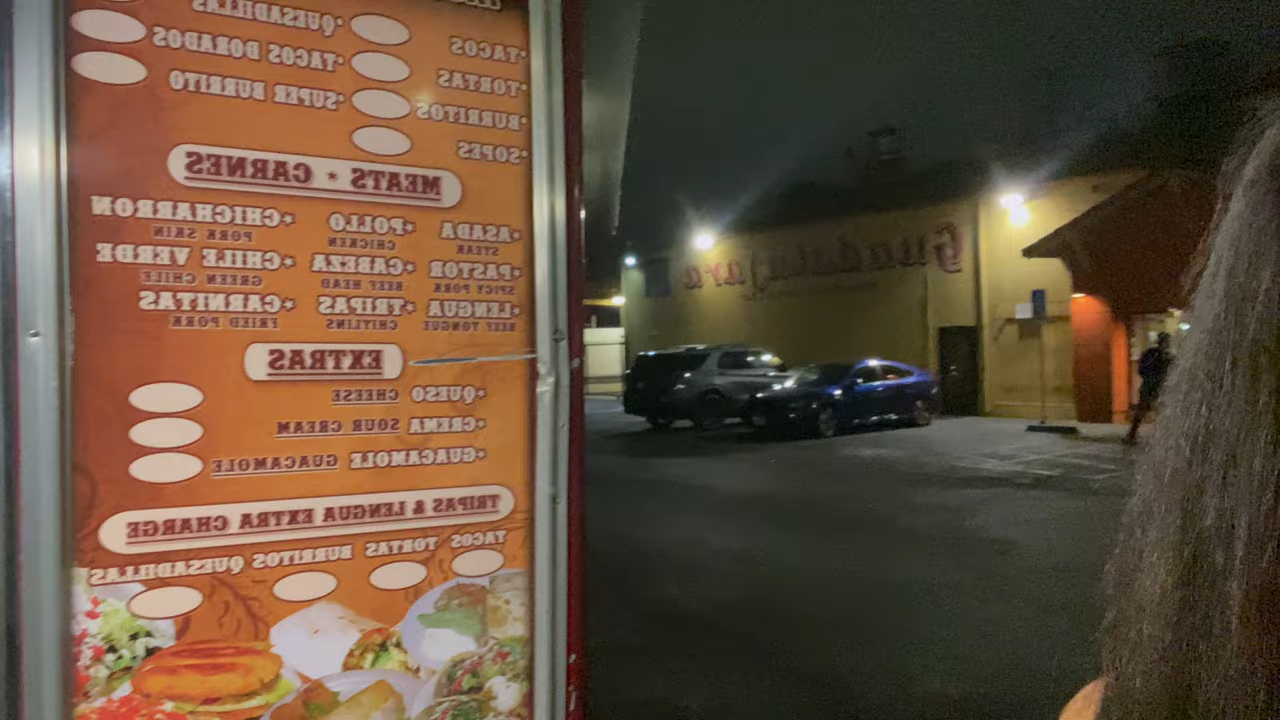 •TACOS
•TORTAS
•BURRITOS
•SOPES
•QUESADILLAS
•TACOS DORADOS
•SUPER BURRITO
MEATS * CARNES
*ASADA
STEAK
*PASTOR
SPICY PORK
*LENGUA
BEEF TONGUE
*POLLO
CHICKEN
*CABEZA
BEEF HEAD
*TRIPAS
CHITLINS
*CHICHARRON
PORK SKIN
*CHILE VERDE
GREEN CHILE
*CARNITAS
FRIED PORK
EXTRAS
•QUESO CHEESE
•CREMA SOUR CREAM
•GUACAMOLE GUACAMOLE
TRIPAS & LENGUA EXTRA CHARGE
TACOS TORTAS BURRITOS QUESADILLAS
Guadalajara